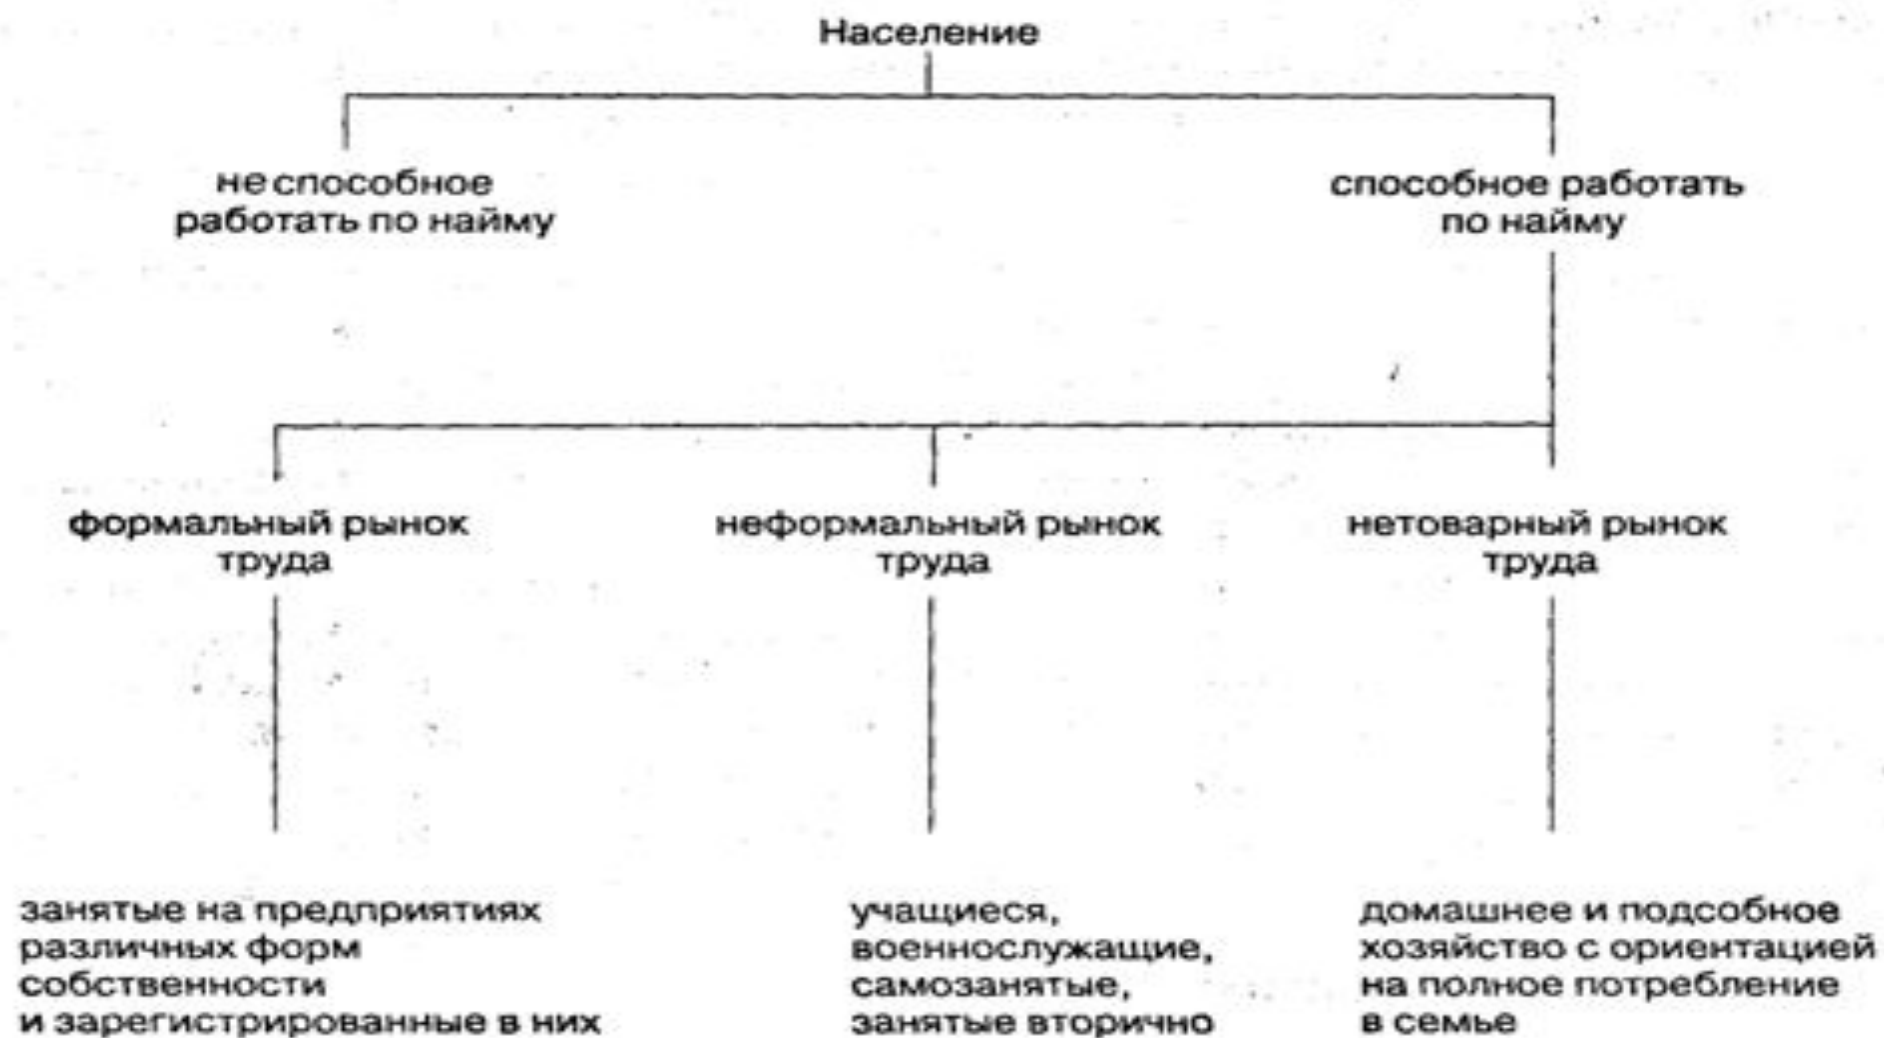 Население
не способное
работать по найму
способное работать
по найму
формальный рынок
труда
неформальный рынок
труда
нетоварный рынок
труда
занятые на предприятиях
различных форм
собственности
и зарегистрированные в них
учащиеся,
военнослужащие,
самозанятые,
занятые вторично
домашнее и подсобное
хозяйство с ориентацией
на полное потребление
в семье